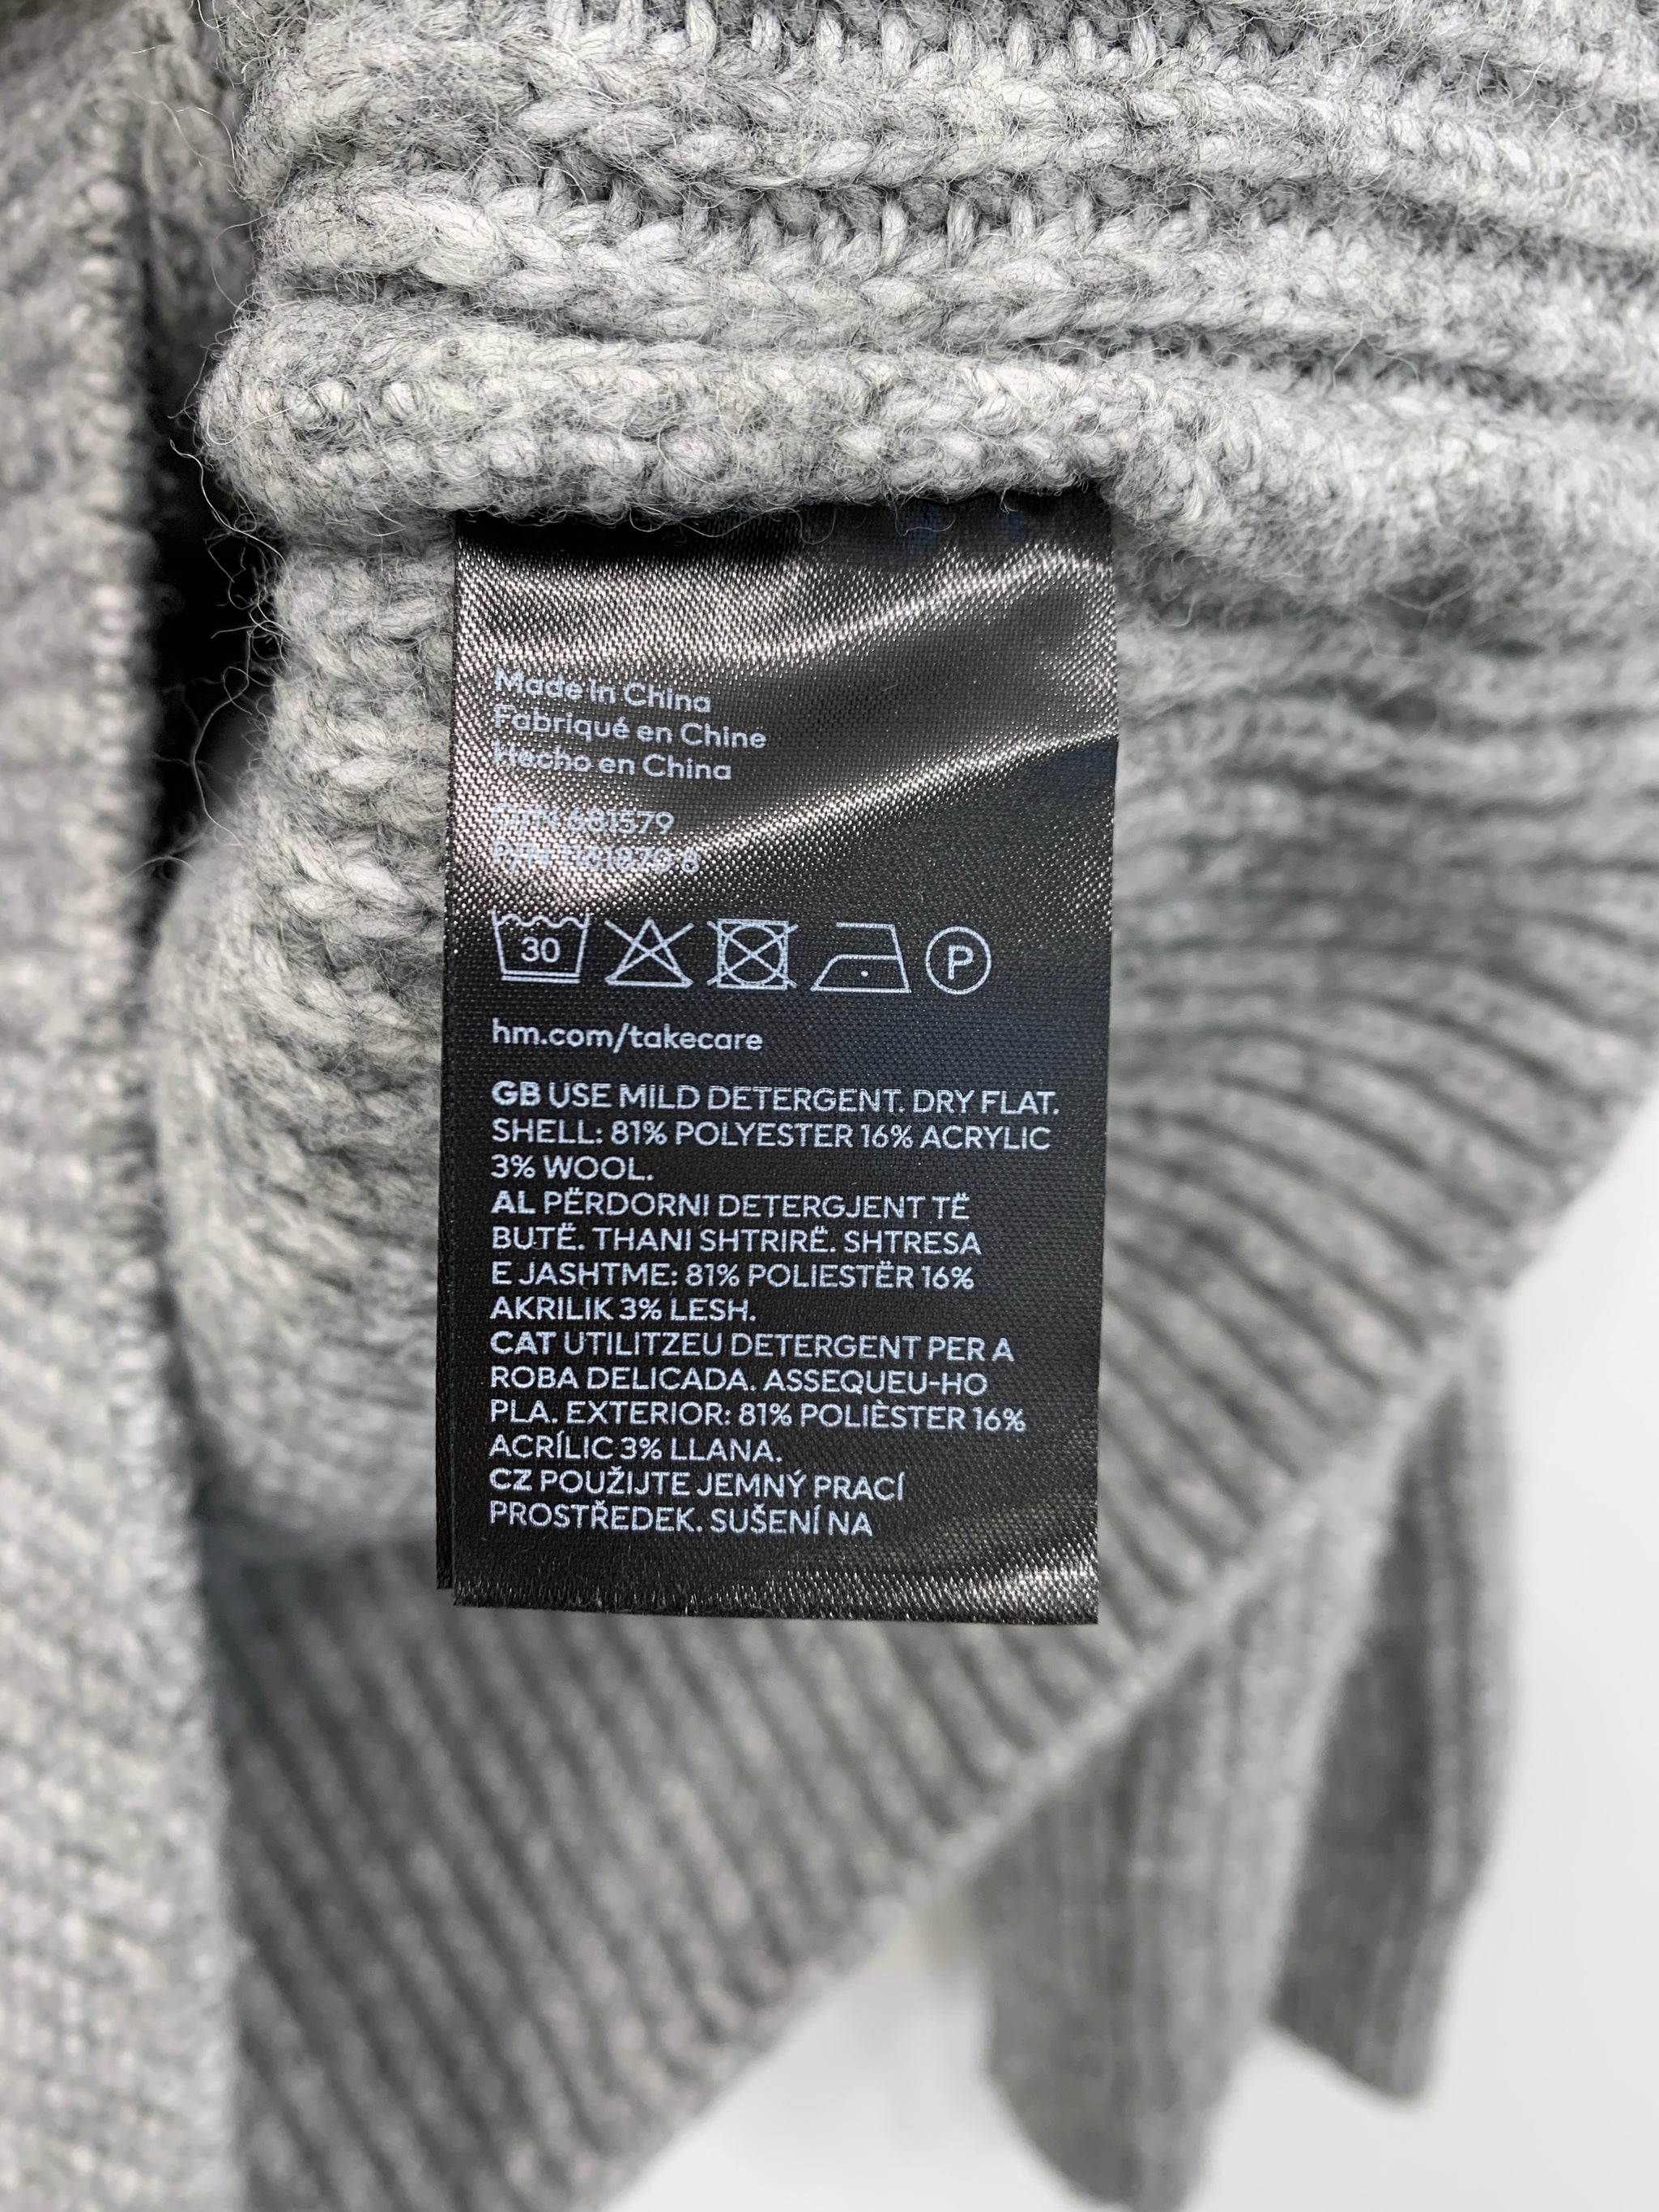 Made in China
Fabriqué en Chine
Hecho en China
O/N 681579
30
P
hm.com/takecare
GB USE MILD DETERGENT. DRY FLAT.
SHELL: 81% POLYESTER 16% ACRYLIC
3% WOOL.
AL PËRDORNI DETERGJENT TË
BUTË. THANI SHTRIRË. SHTRESA
E JASHTME: 81% POLIESTËR 16%
AKRILIK 3% LESH.
CAT UTILITZEU DETERGENT PER A
ROBA DELICADA. ASSEQUEU-HO
PLA. EXTERIOR: 81% POLIÈSTER 16%
ACRÍLIC 3% LLANA.
CZ POUŽIJTE JEMNÝ PRACÍ
PROSTŘEDEK. SUŠENÍ NA